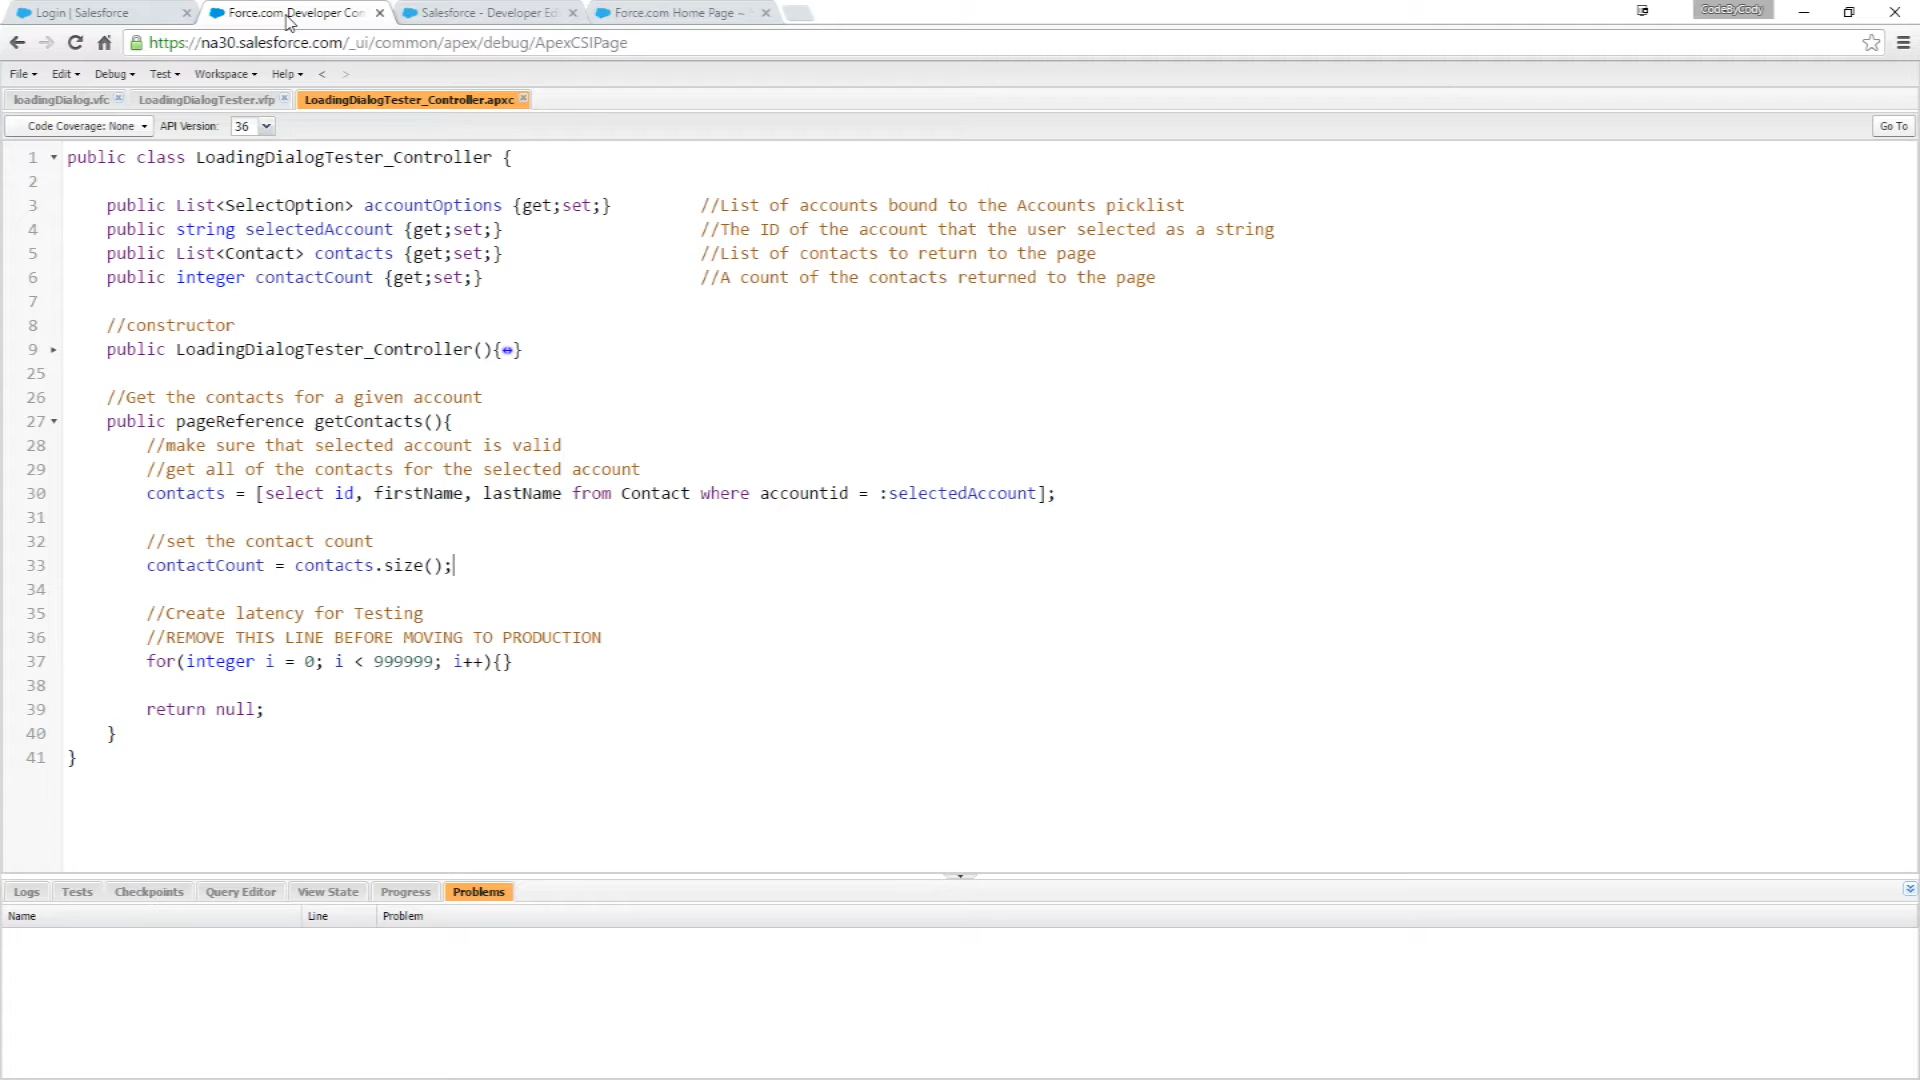 Login | Salesforce
Force.com Developer Con
Salesforce - Developer Edi
Force.com Home Page ~
CodeByCody
https://na30.salesforce.com/_ui/common/apex/debug/ApexCSIPage
File Edit Debug Test Workspace Help < >
loadingDialog.vfc LoadingDialogTester.vfp LoadingDialogTester_Controller.apxc
Code Coverage: None API Version: 36 Go To
1 public class LoadingDialogTester_Controller {
2
3 public List<SelectOption> accountOptions {get;set;} //List of accounts bound to the Accounts picklist
4 public string selectedAccount {get;set;} //The ID of the account that the user selected as a string
5 public List<Contact> contacts {get;set;} //List of contacts to return to the page
6 public integer contactCount {get;set;} //A count of the contacts returned to the page
7
8 //constructor
9 public LoadingDialogTester_Controller(){↔}
25
26 //Get the contacts for a given account
27 public pageReference getContacts(){
28 //make sure that selected account is valid
29 //get all of the contacts for the selected account
30 contacts = [select id, firstName, lastName from Contact where accountid = :selectedAccount];
31
32 //set the contact count
33 contactCount = contacts.size();
34
35 //Create latency for Testing
36 //REMOVE THIS LINE BEFORE MOVING TO PRODUCTION
37 for(integer i = 0; i < 999999; i++){}
38
39 return null;
40 }
41 }
Logs Tests Checkpoints Query Editor View State Progress Problems
Name Line Problem